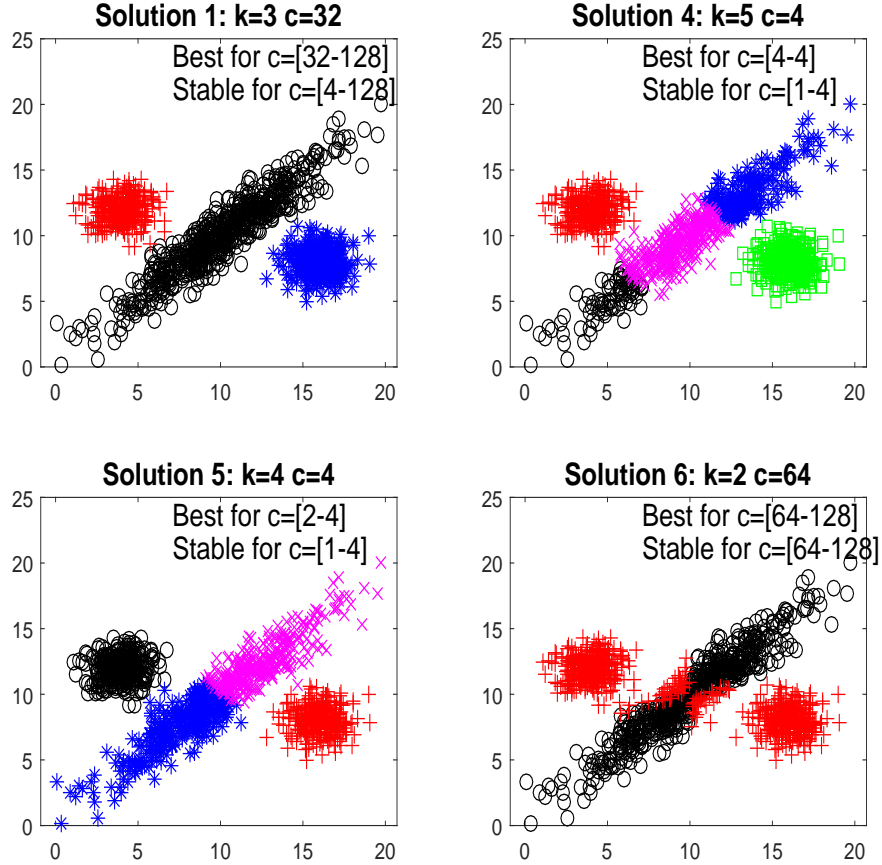 Solution 1: k=3 c=32
Best for c=[32-128]
Stable for c=[4-128]
25
20
15
10
5
0
0 5 10 15 20
Solution 4: k=5 c=4
Best for c=[4-4]
Stable for c=[1-4]
25
20
15
10
5
0
0 5 10 15 20
Solution 5: k=4 c=4
Best for c=[2-4]
Stable for c=[1-4]
25
20
15
10
5
0
0 5 10 15 20
Solution 6: k=2 c=64
Best for c=[64-128]
Stable for c=[64-128]
25
20
15
10
5
0
0 5 10 15 20